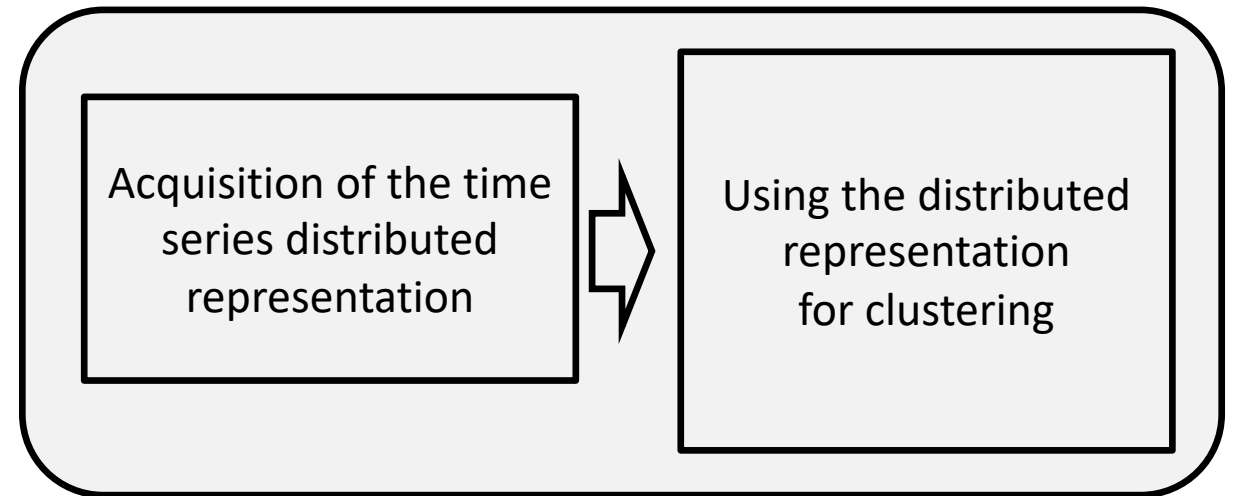 Acquisition of the time
series distributed
representation
Using the distributed
representation
for clustering